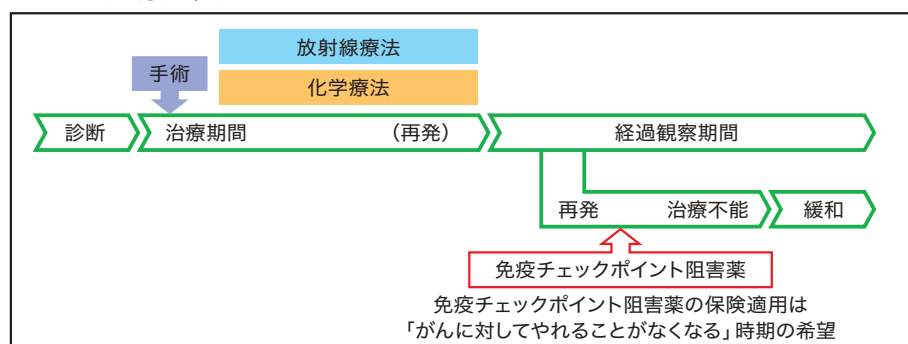 放射線療法
手術
化学療法
診断
治療期間
（再発）
経過観察期間
再発
治療不能
緩和
免疫チェックポイント阻害薬
免疫チェックポイント阻害薬の保険適用は
「がんに対してやれることがなくなる」時期の希望